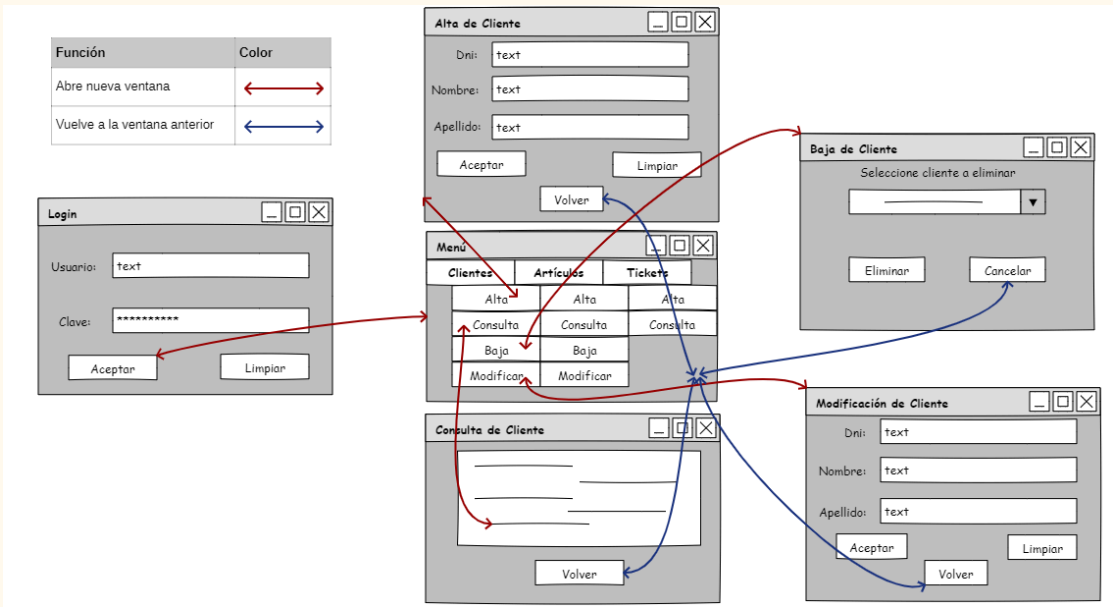 Función Color
Abre nueva ventana
Vuelve a la ventana anterior
Login
Usuario: text
Clave: **********
Aceptar Limpiar
Alta de Cliente
Dni: text
Nombre: text
Apellido: text
Aceptar Limpiar
Volver
Menú
Clientes Artículos Tickets
Alta Alta Alta
Consulta Consulta Consulta
Baja Baja
Modificar Modificar
Consulta de Cliente
Volver
Baja de Cliente
Seleccione cliente a eliminar
Eliminar Cancelar
Modificación de Cliente
Dni: text
Nombre: text
Apellido: text
Aceptar Limpiar
Volver